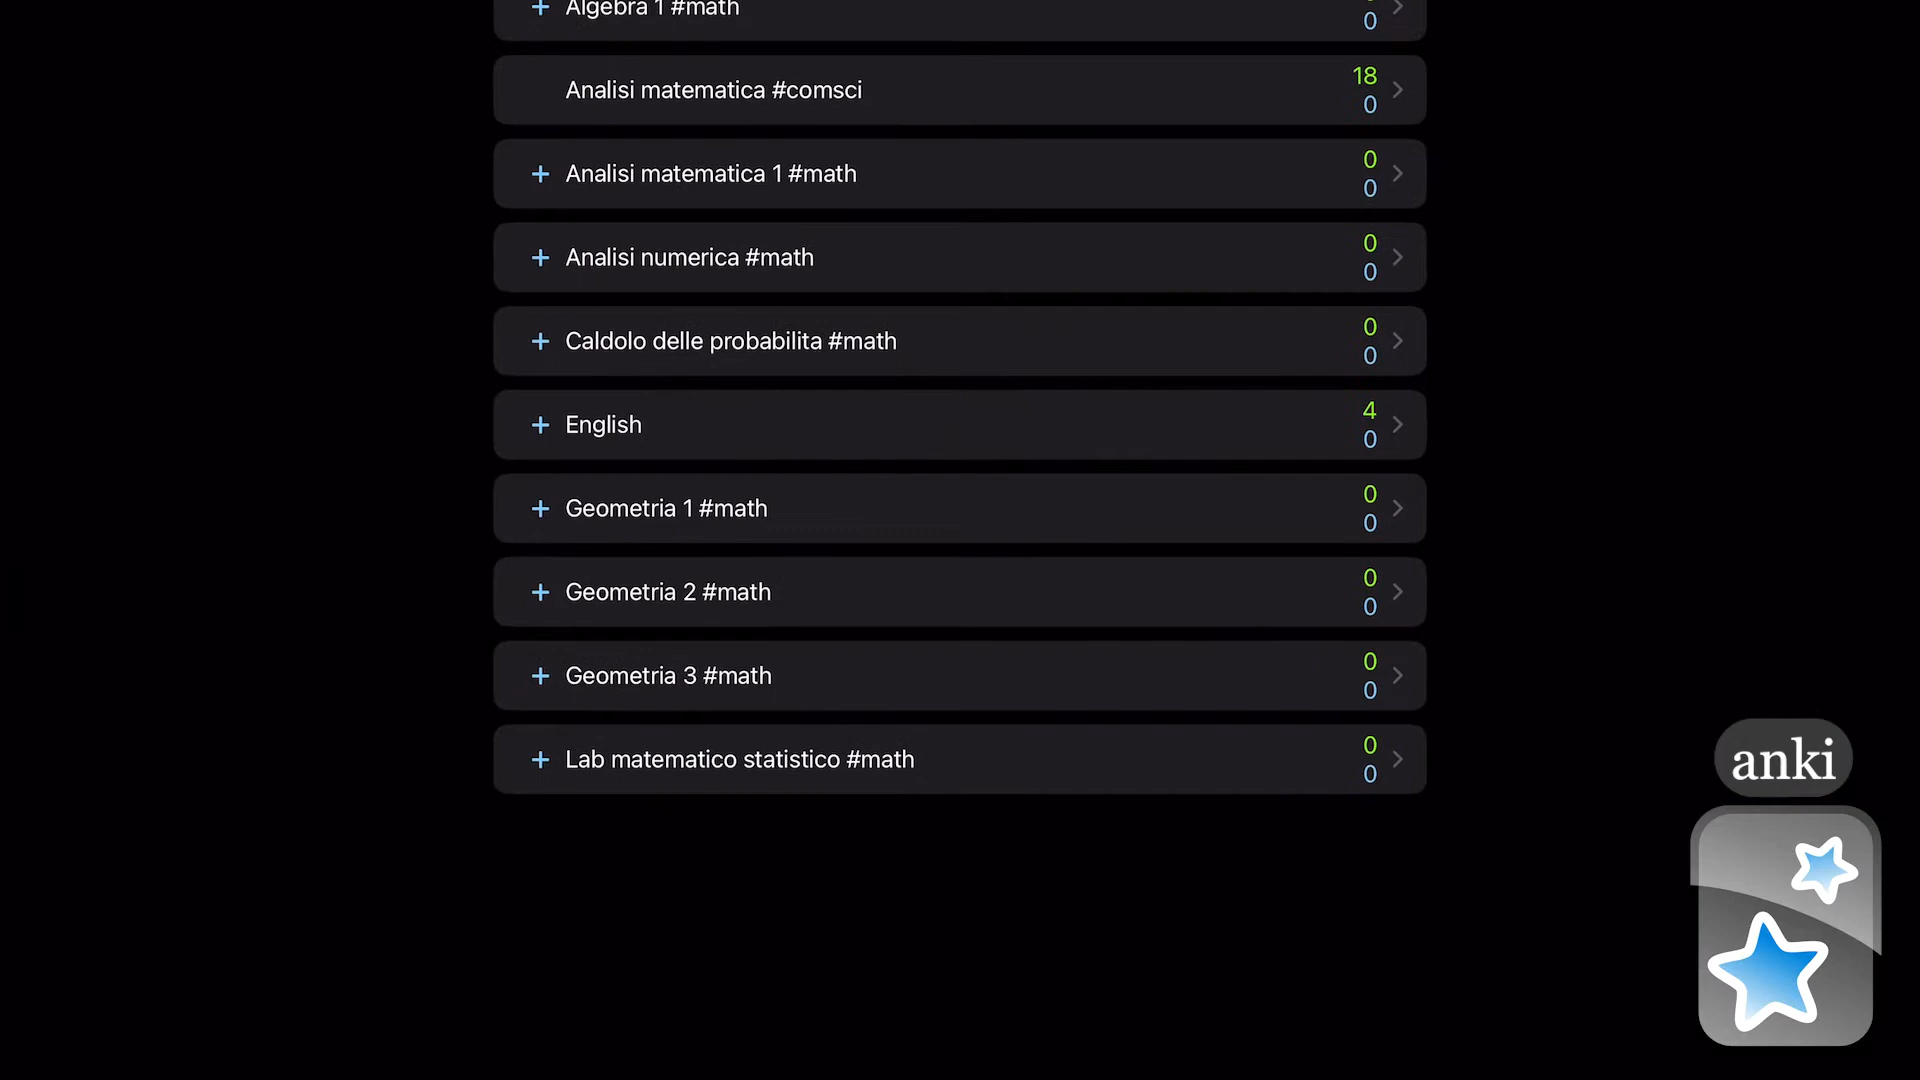 Algebra 1 #math
0
Analisi matematica #comsci
18
0
Analisi matematica 1 #math
0
0
Analisi numerica #math
0
0
Caldolo delle probabilita #math
0
0
English
4
0
Geometria 1 #math
0
0
Geometria 2 #math
0
0
Geometria 3 #math
0
0
Lab matematico statistico #math
0
0
anki